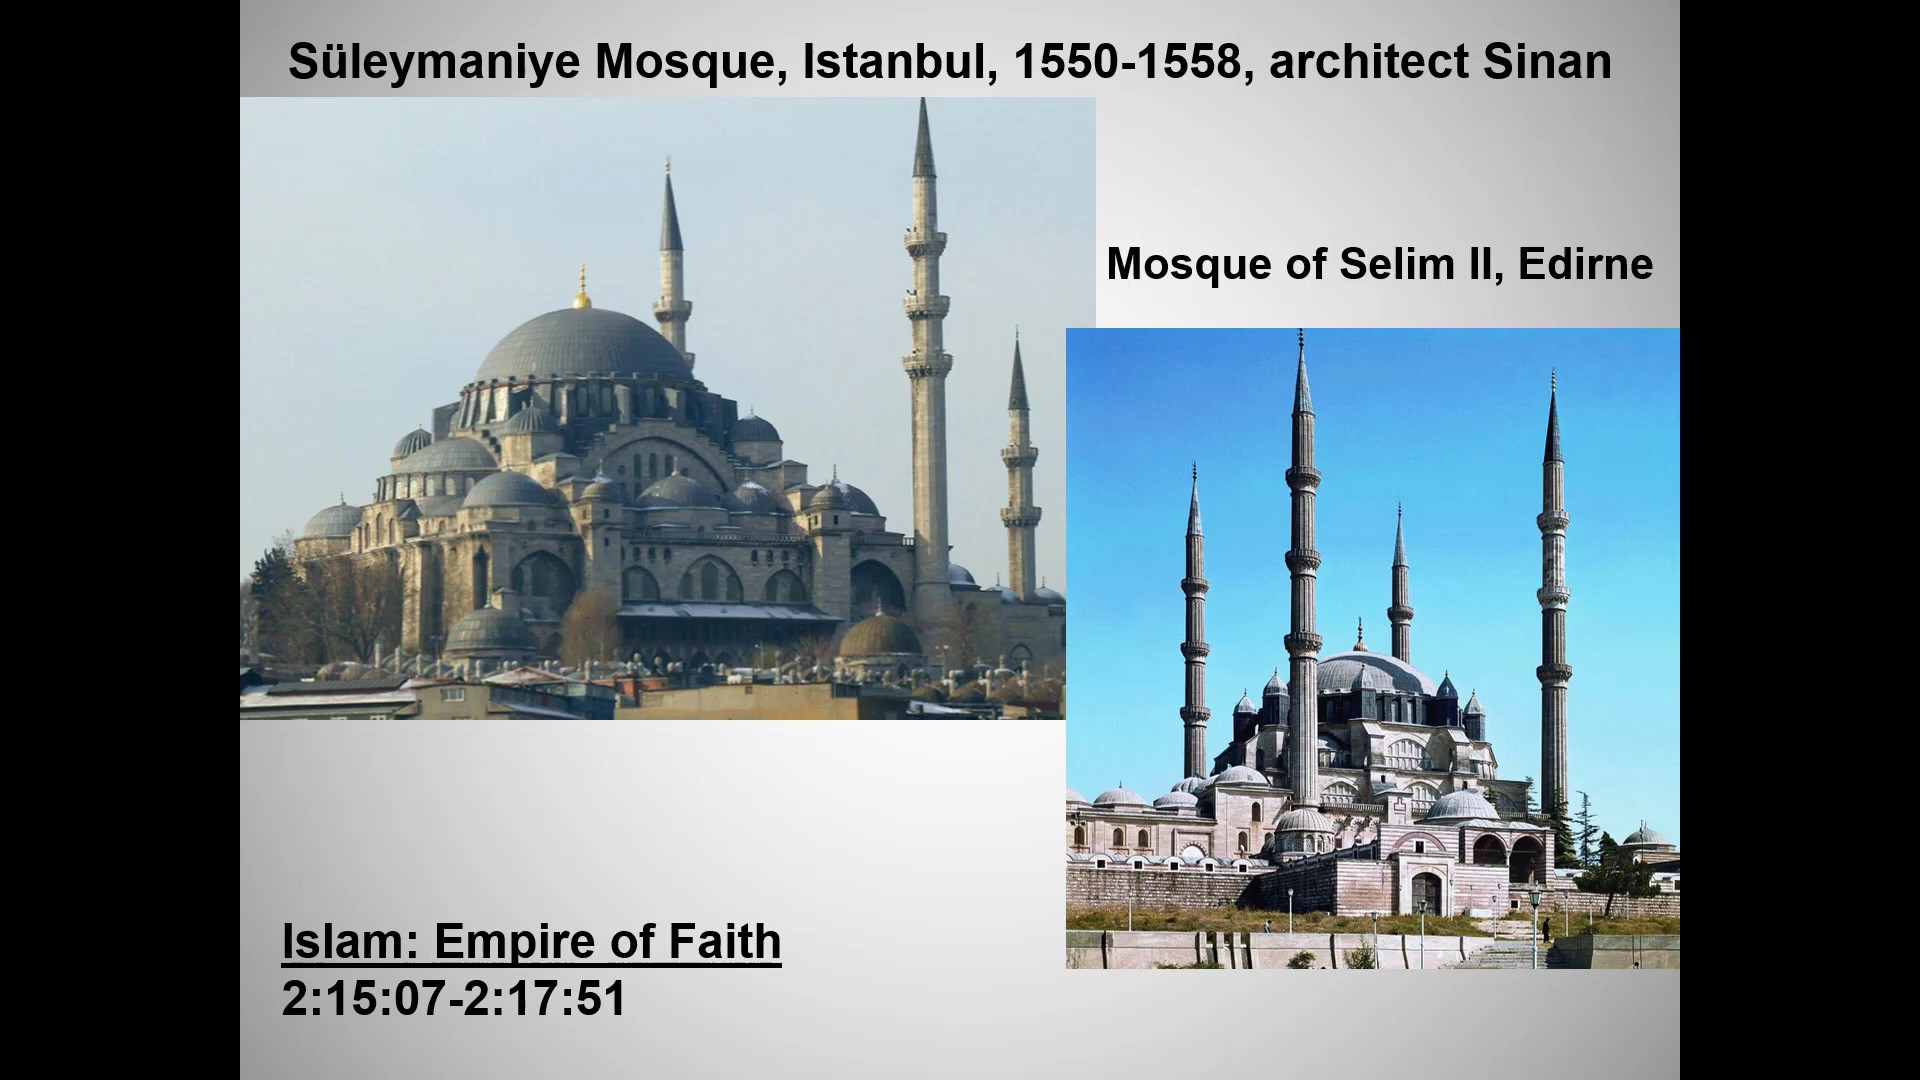 Süleymaniye Mosque, Istanbul, 1550-1558, architect Sinan
Mosque of Selim II, Edirne
Islam: Empire of Faith
2:15:07-2:17:51